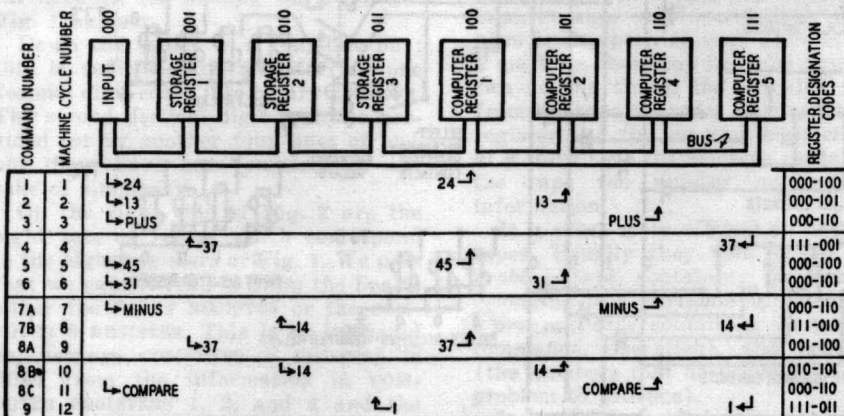 000 001 010 011 100 101 110 111
COMMAND NUMBER
MACHINE CYCLE NUMBER
INPUT
STORAGE REGISTER 1
STORAGE REGISTER 2
STORAGE REGISTER 3
COMPUTER REGISTER 1
COMPUTER REGISTER 2
COMPUTER REGISTER 4
COMPUTER REGISTER 5
REGISTER DESIGNATION CODES
BUS
1 1 24 24 000-100
2 2 13 13 000-101
3 3 PLUS PLUS 000-110
4 4 37 37 111-001
5 5 45 45 000-100
6 6 31 31 000-101
7A 7 MINUS MINUS 000-110
7B 8 14 14 111-010
8A 9 37 37 001-100
8B 10 14 14 010-101
8C 11 COMPARE COMPARE 000-110
9 12 1 1 111-011